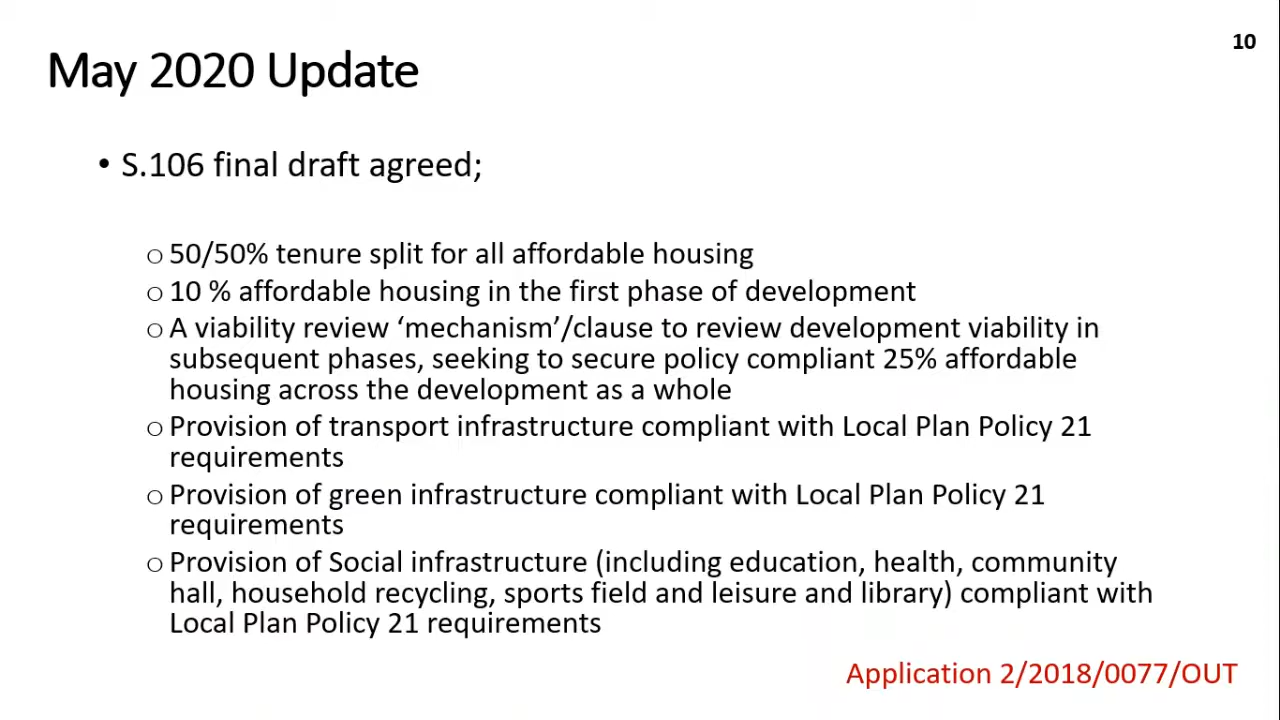 10
May 2020 Update
• S.106 final draft agreed;
o 50/50% tenure split for all affordable housing
o 10 % affordable housing in the first phase of development
o A viability review ‘mechanism’/clause to review development viability in
subsequent phases, seeking to secure policy compliant 25% affordable
housing across the development as a whole
o Provision of transport infrastructure compliant with Local Plan Policy 21
requirements
o Provision of green infrastructure compliant with Local Plan Policy 21
requirements
o Provision of Social infrastructure (including education, health, community
hall, household recycling, sports field and leisure and library) compliant with
Local Plan Policy 21 requirements
Application 2/2018/0077/OUT